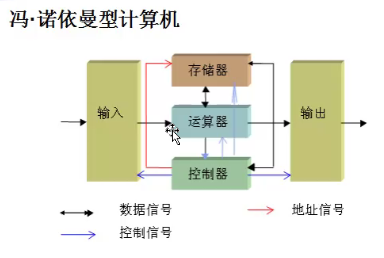 冯·诺依曼型计算机
存储器
输入
运算器
输出
控制器
数据信号
地址信号
控制信号